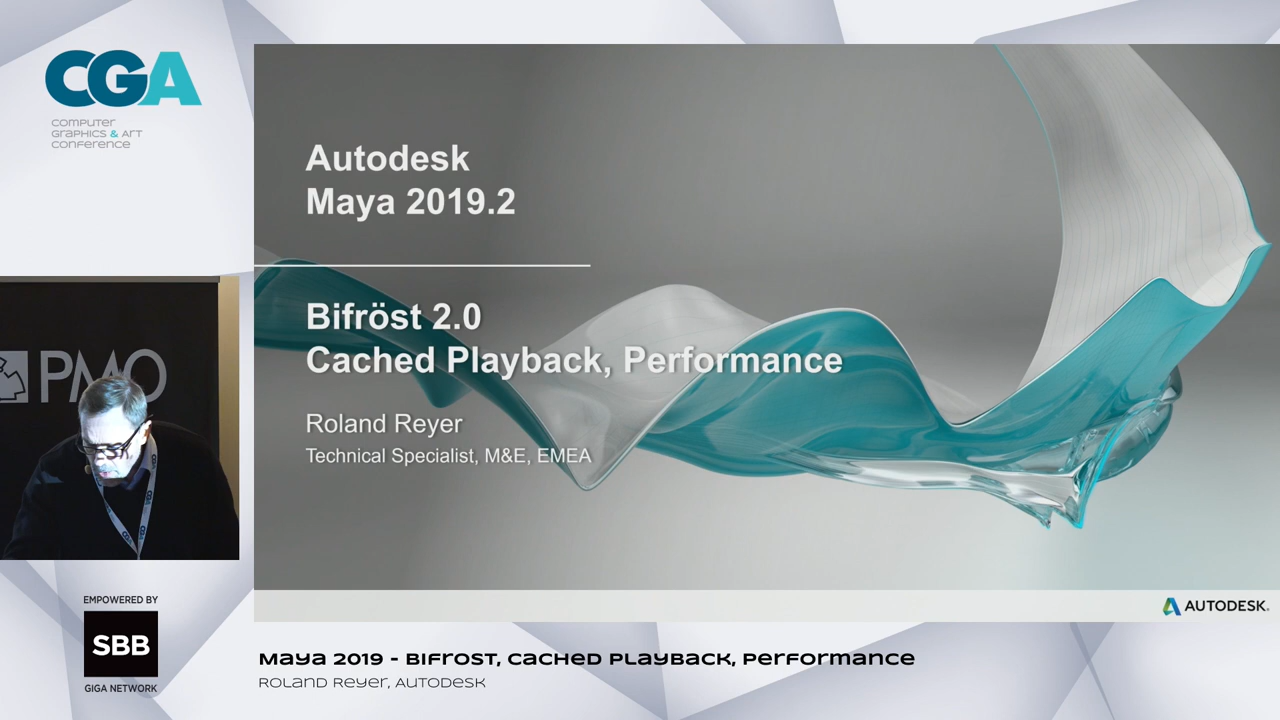 CGA
COMPUTER
GRAPHICS & ART
CONFERENCE
Autodesk
Maya 2019.2
Bifröst 2.0
Cached Playback, Performance
Roland Reyer
Technical Specialist, M&E, EMEA
PMO
AUTODESK
EMPOWERED BY
SBB
GIGA NETWORK
Maya 2019 - Bifrost, Cached Playback, Performance
Roland Reyer, Autodesk